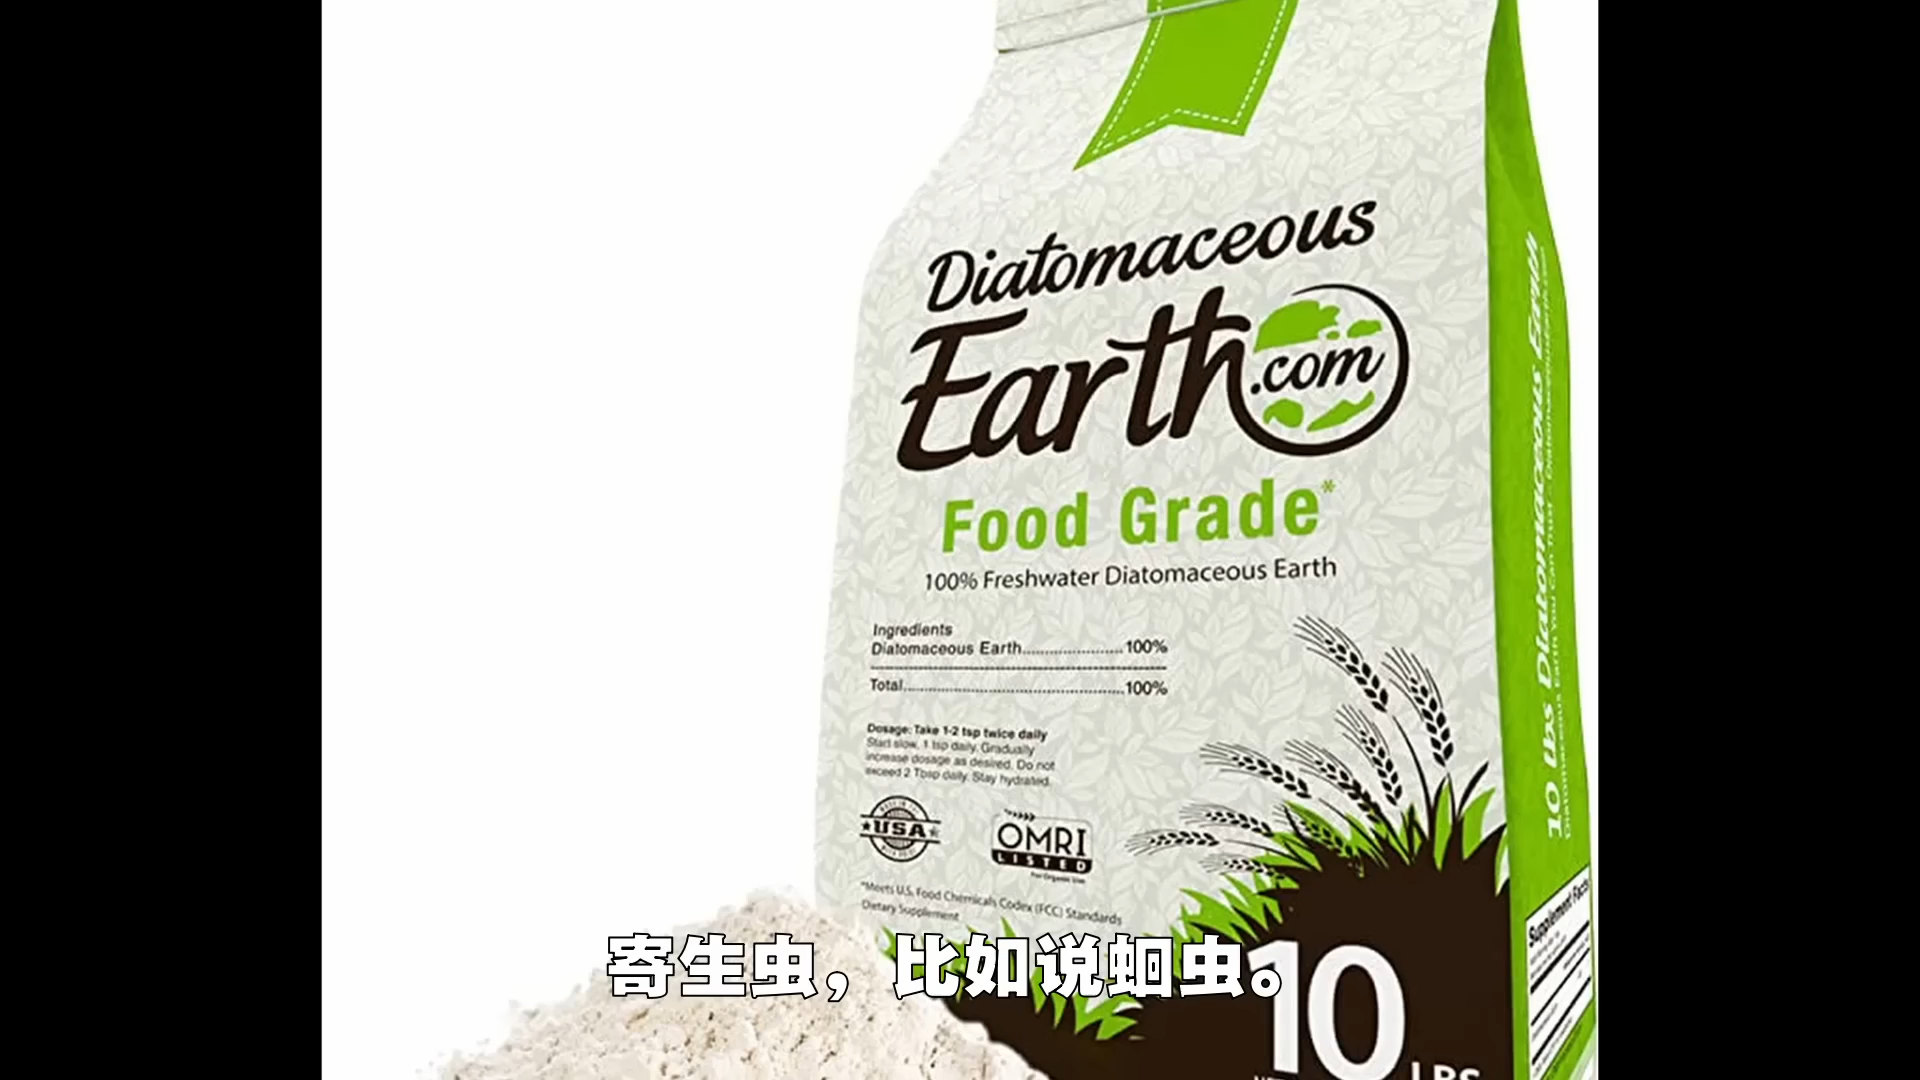 Diatomaceous
Earth.com
Food Grade*
100% Freshwater Diatomaceous Earth
Ingredients
Diatomaceous Earth......................100%
Total......................................................100%
Dosage: Take 1-2 tsp twice daily
Start slow, 1 tsp daily. Gradually
increase dosage as desired. Do not
exceed 2 Tbsp daily. Stay hydrated.
USA
OMRI
LISTED
For Organic Use
*Meets U.S. Food Chemicals Codex (FCC) Standards
Dietary Supplement
10 LBS
10 lbs Diatomaceous Earth
Supplement Facts
寄生虫，比如说蛔虫。